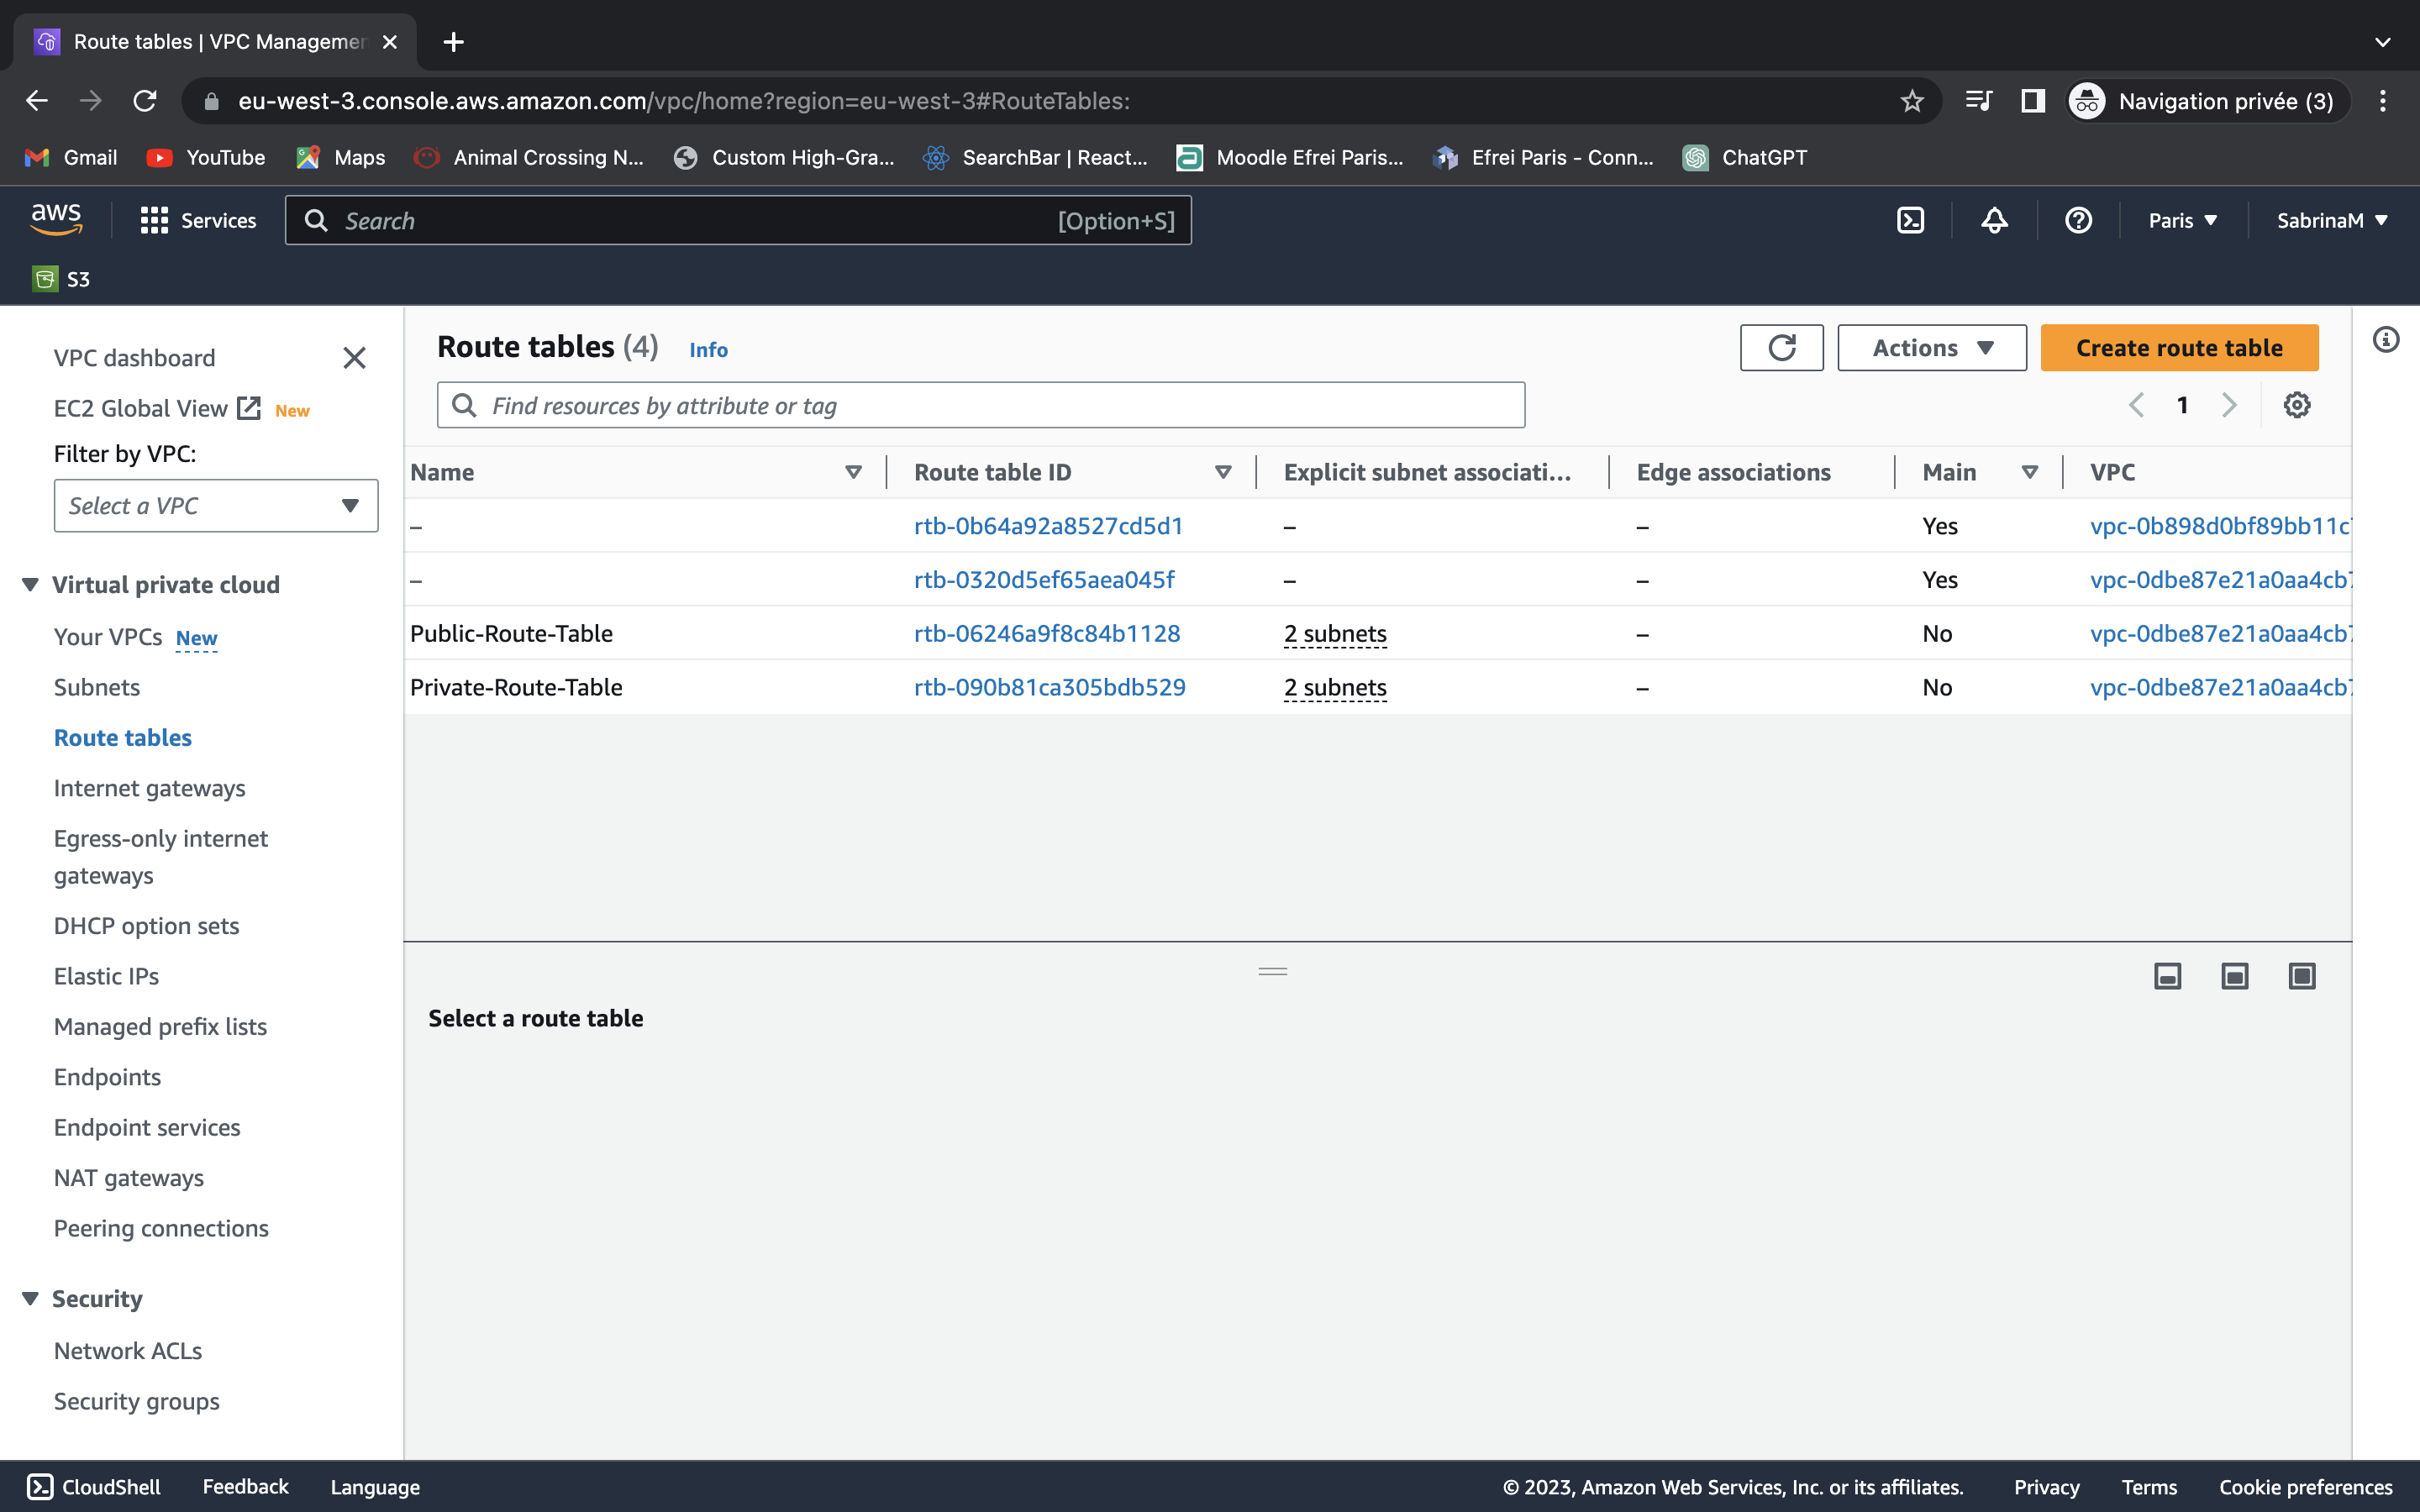 Route tables | VPC Managemen
eu-west-3.console.aws.amazon.com/vpc/home?region=eu-west-3#RouteTables:
Navigation privée (3)
Gmail YouTube Maps Animal Crossing N... Custom High-Gra... SearchBar | React... Moodle Efrei Paris... Efrei Paris - Conn... ChatGPT
aws Services Search [Option+S] Paris SabrinaM
S3
VPC dashboard
EC2 Global View New
Filter by VPC:
Select a VPC
Virtual private cloud
Your VPCs New
Subnets
Route tables
Internet gateways
Egress-only internet
gateways
DHCP option sets
Elastic IPs
Managed prefix lists
Endpoints
Endpoint services
NAT gateways
Peering connections
Security
Network ACLs
Security groups
Route tables (4) Info
Actions Create route table
Find resources by attribute or tag
1
Name Route table ID Explicit subnet associati... Edge associations Main VPC
– rtb-0b64a92a8527cd5d1 – – Yes vpc-0b898d0bf89bb11c
– rtb-0320d5ef65aea045f – – Yes vpc-0dbe87e21a0aa4cb
Public-Route-Table rtb-06246a9f8c84b1128 2 subnets – No vpc-0dbe87e21a0aa4cb
Private-Route-Table rtb-090b81ca305bdb529 2 subnets – No vpc-0dbe87e21a0aa4cb
Select a route table
CloudShell Feedback Language © 2023, Amazon Web Services, Inc. or its affiliates. Privacy Terms Cookie preferences